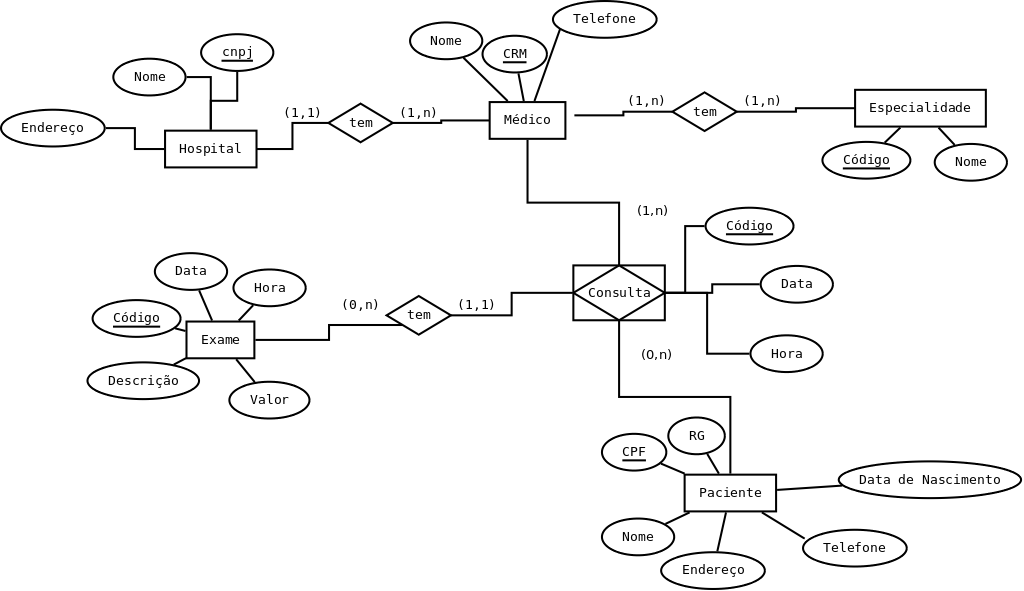 Telefone
Nome
cnpj
CRM
Nome
(1,1)
(1,n)
(1,n)
(1,n)
Especialidade
tem
tem
Endereço
Médico
Hospital
Código
Nome
(1,n)
Código
Data
Hora
Data
Consulta
(0,n)
(1,1)
Código
tem
Exame
Hora
(0,n)
Descrição
Valor
RG
CPF
Data de Nascimento
Paciente
Nome
Telefone
Endereço